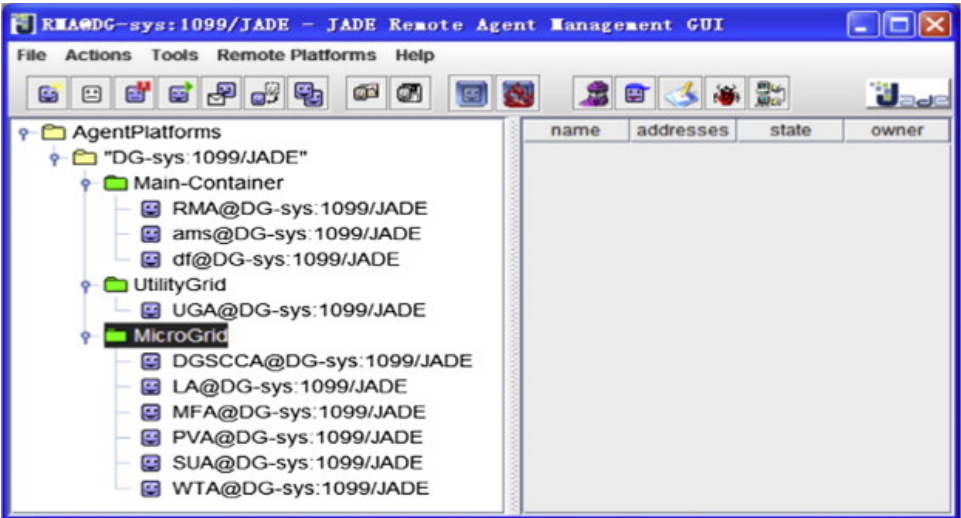 RMA@DG-sys:1099/JADE - JADE Remote Agent Management GUI
File Actions Tools Remote Platforms Help
Jade
AgentPlatforms
name addresses state owner
"DG-sys:1099/JADE"
Main-Container
RMA@DG-sys:1099/JADE
ams@DG-sys:1099/JADE
df@DG-sys:1099/JADE
UtilityGrid
UGA@DG-sys:1099/JADE
MicroGrid
DGSCCA@DG-sys:1099/JADE
LA@DG-sys:1099/JADE
MFA@DG-sys:1099/JADE
PVA@DG-sys:1099/JADE
SUA@DG-sys:1099/JADE
WTA@DG-sys:1099/JADE